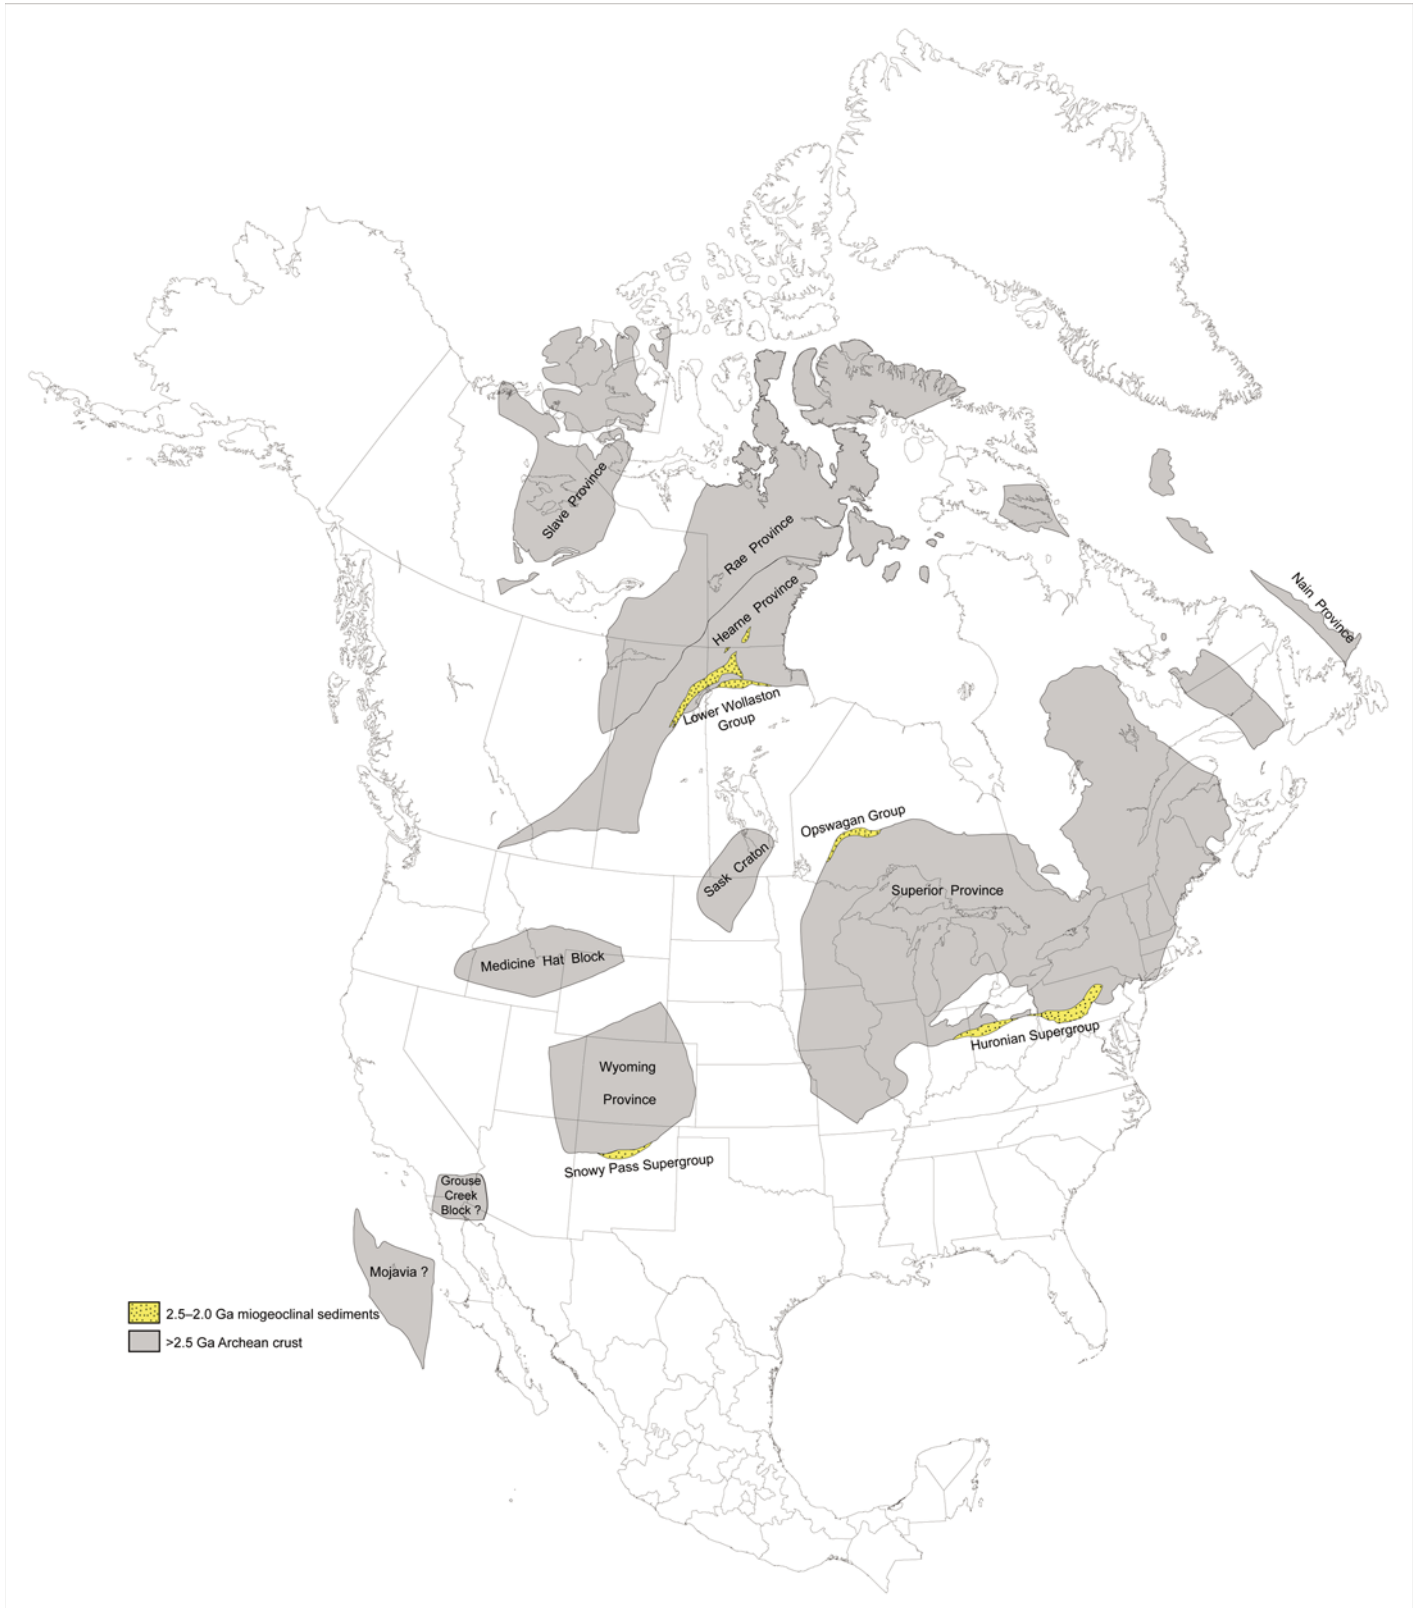 Slave Province
Rae Province
Hearne Province
Nain Province
Lower Wollaston
Group
Opswagan Group
Sask Craton
Superior Province
Medicine Hat Block
Huronian Supergroup
Wyoming
Province
Snowy Pass Supergroup
Grouse
Creek
Block ?
Mojavia ?
2.5–2.0 Ga miogeoclinal sediments
>2.5 Ga Archean crust